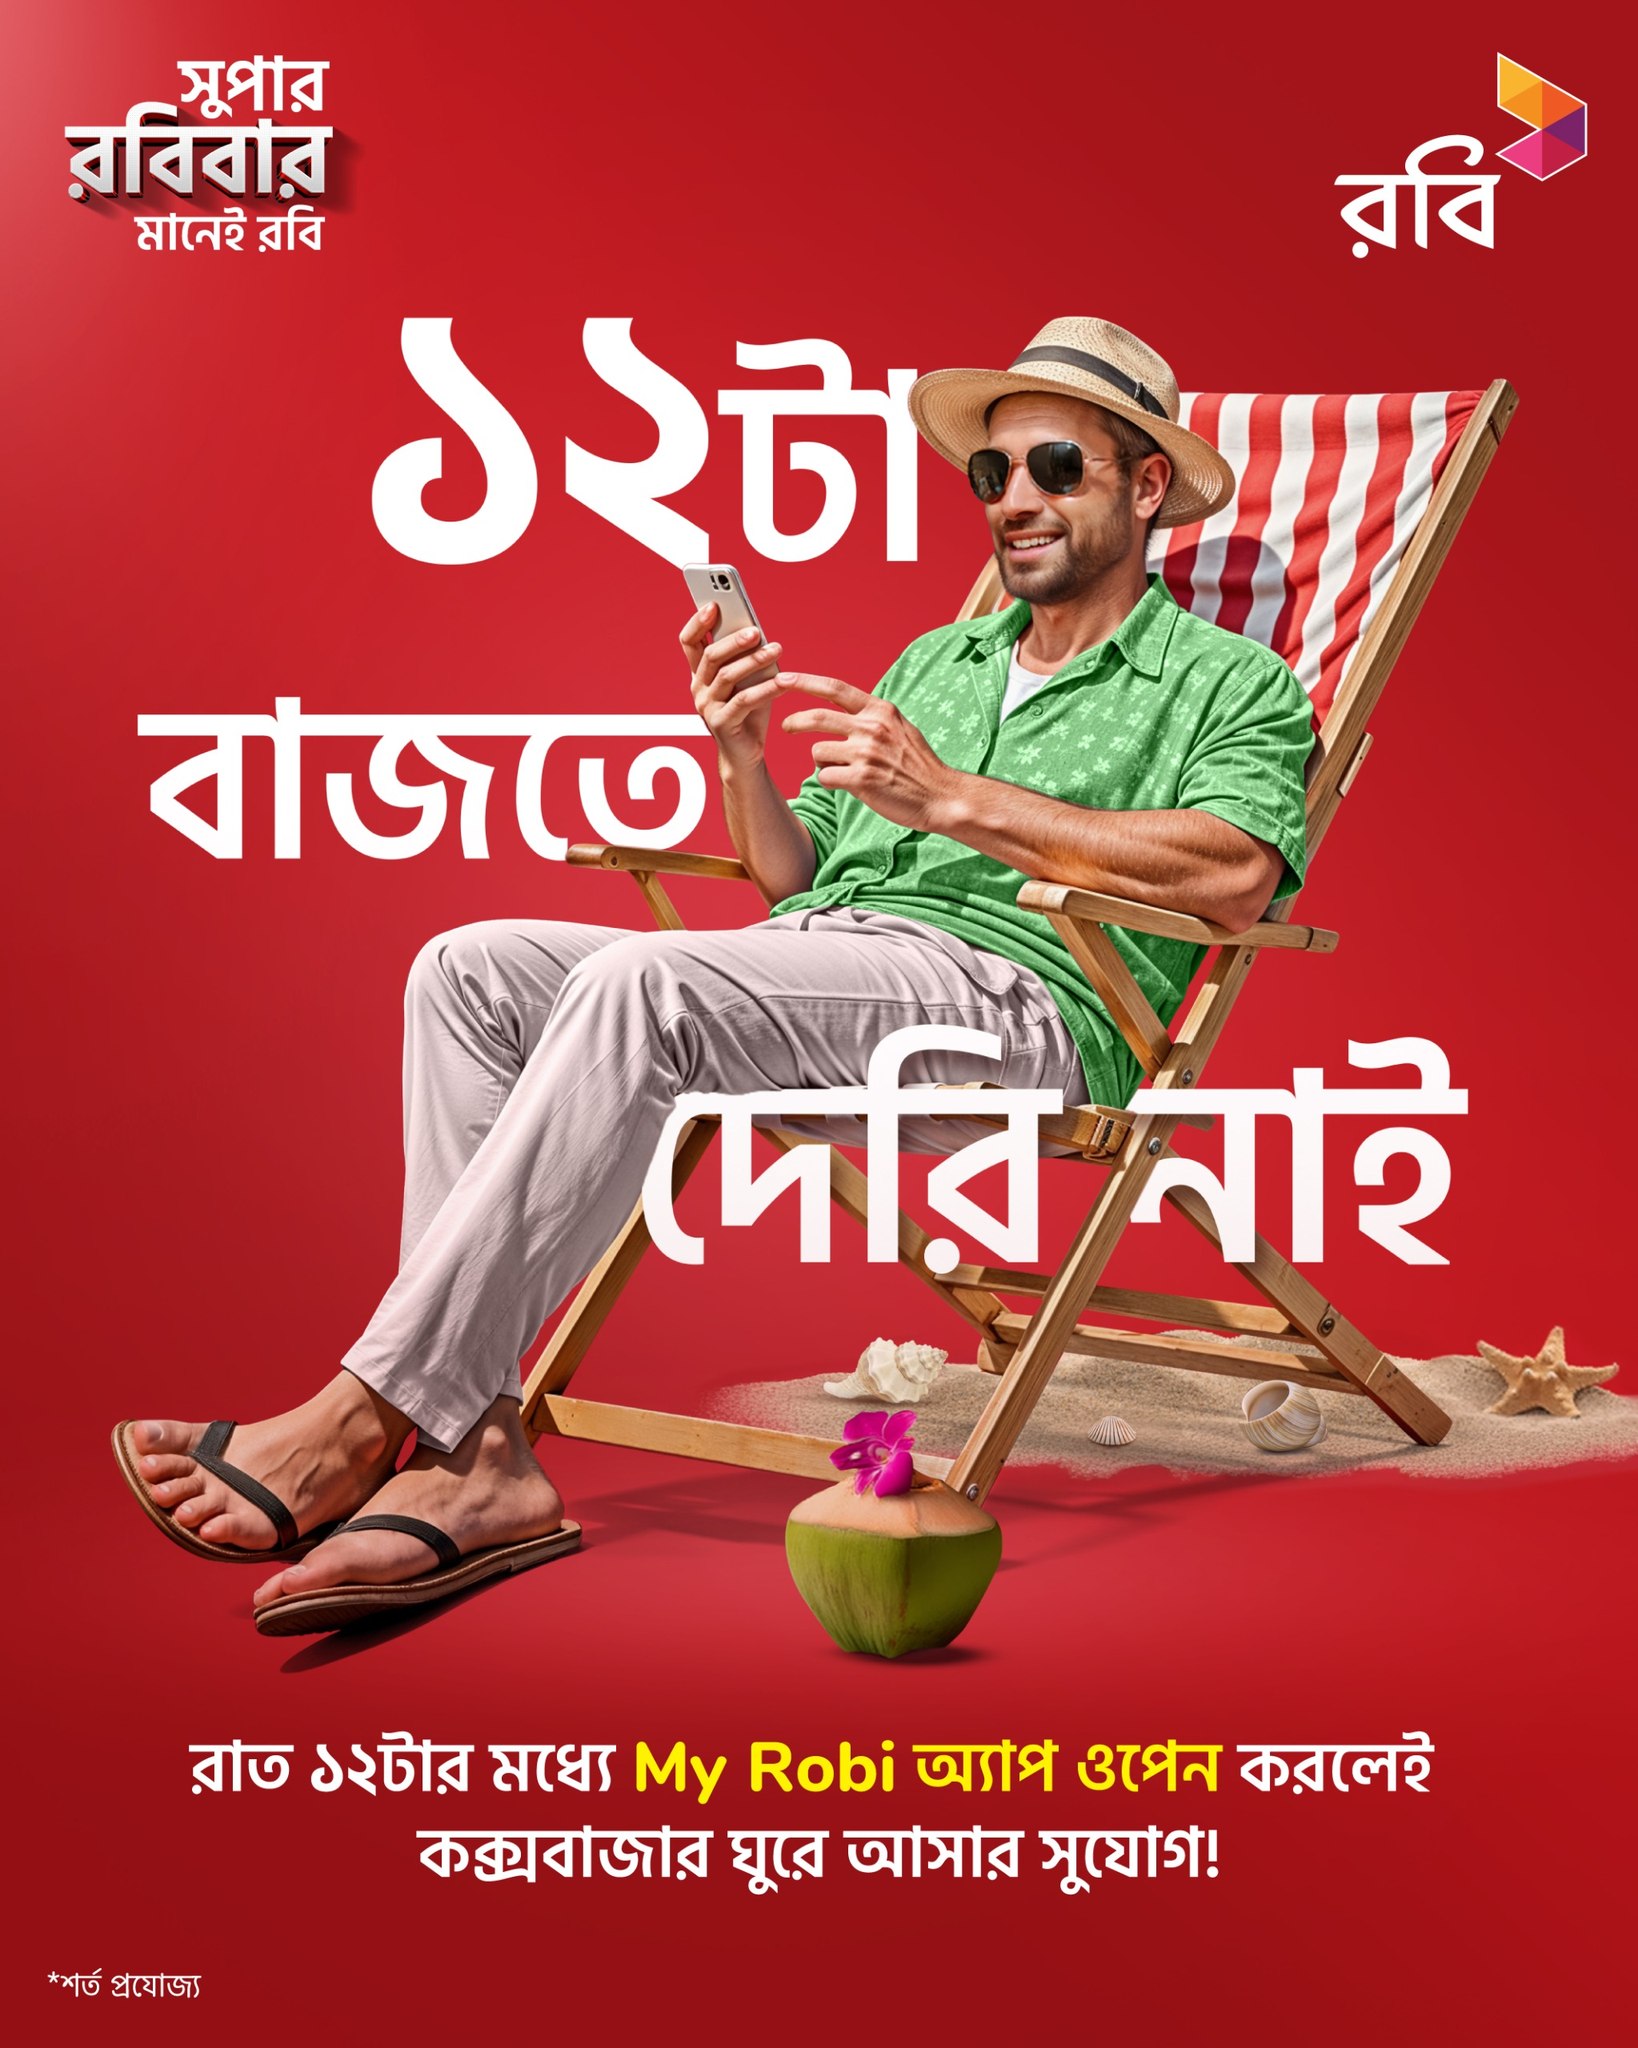 সুপার
রবিবার
মানেই রবি
রবি
১২টা
বাজতে
দেরি নাই
রাত ১২টার মধ্যে My Robi অ্যাপ ওপেন করলেই
কক্সবাজার ঘুরে আসার সুযোগ!
*শর্ত প্রযোজ্য